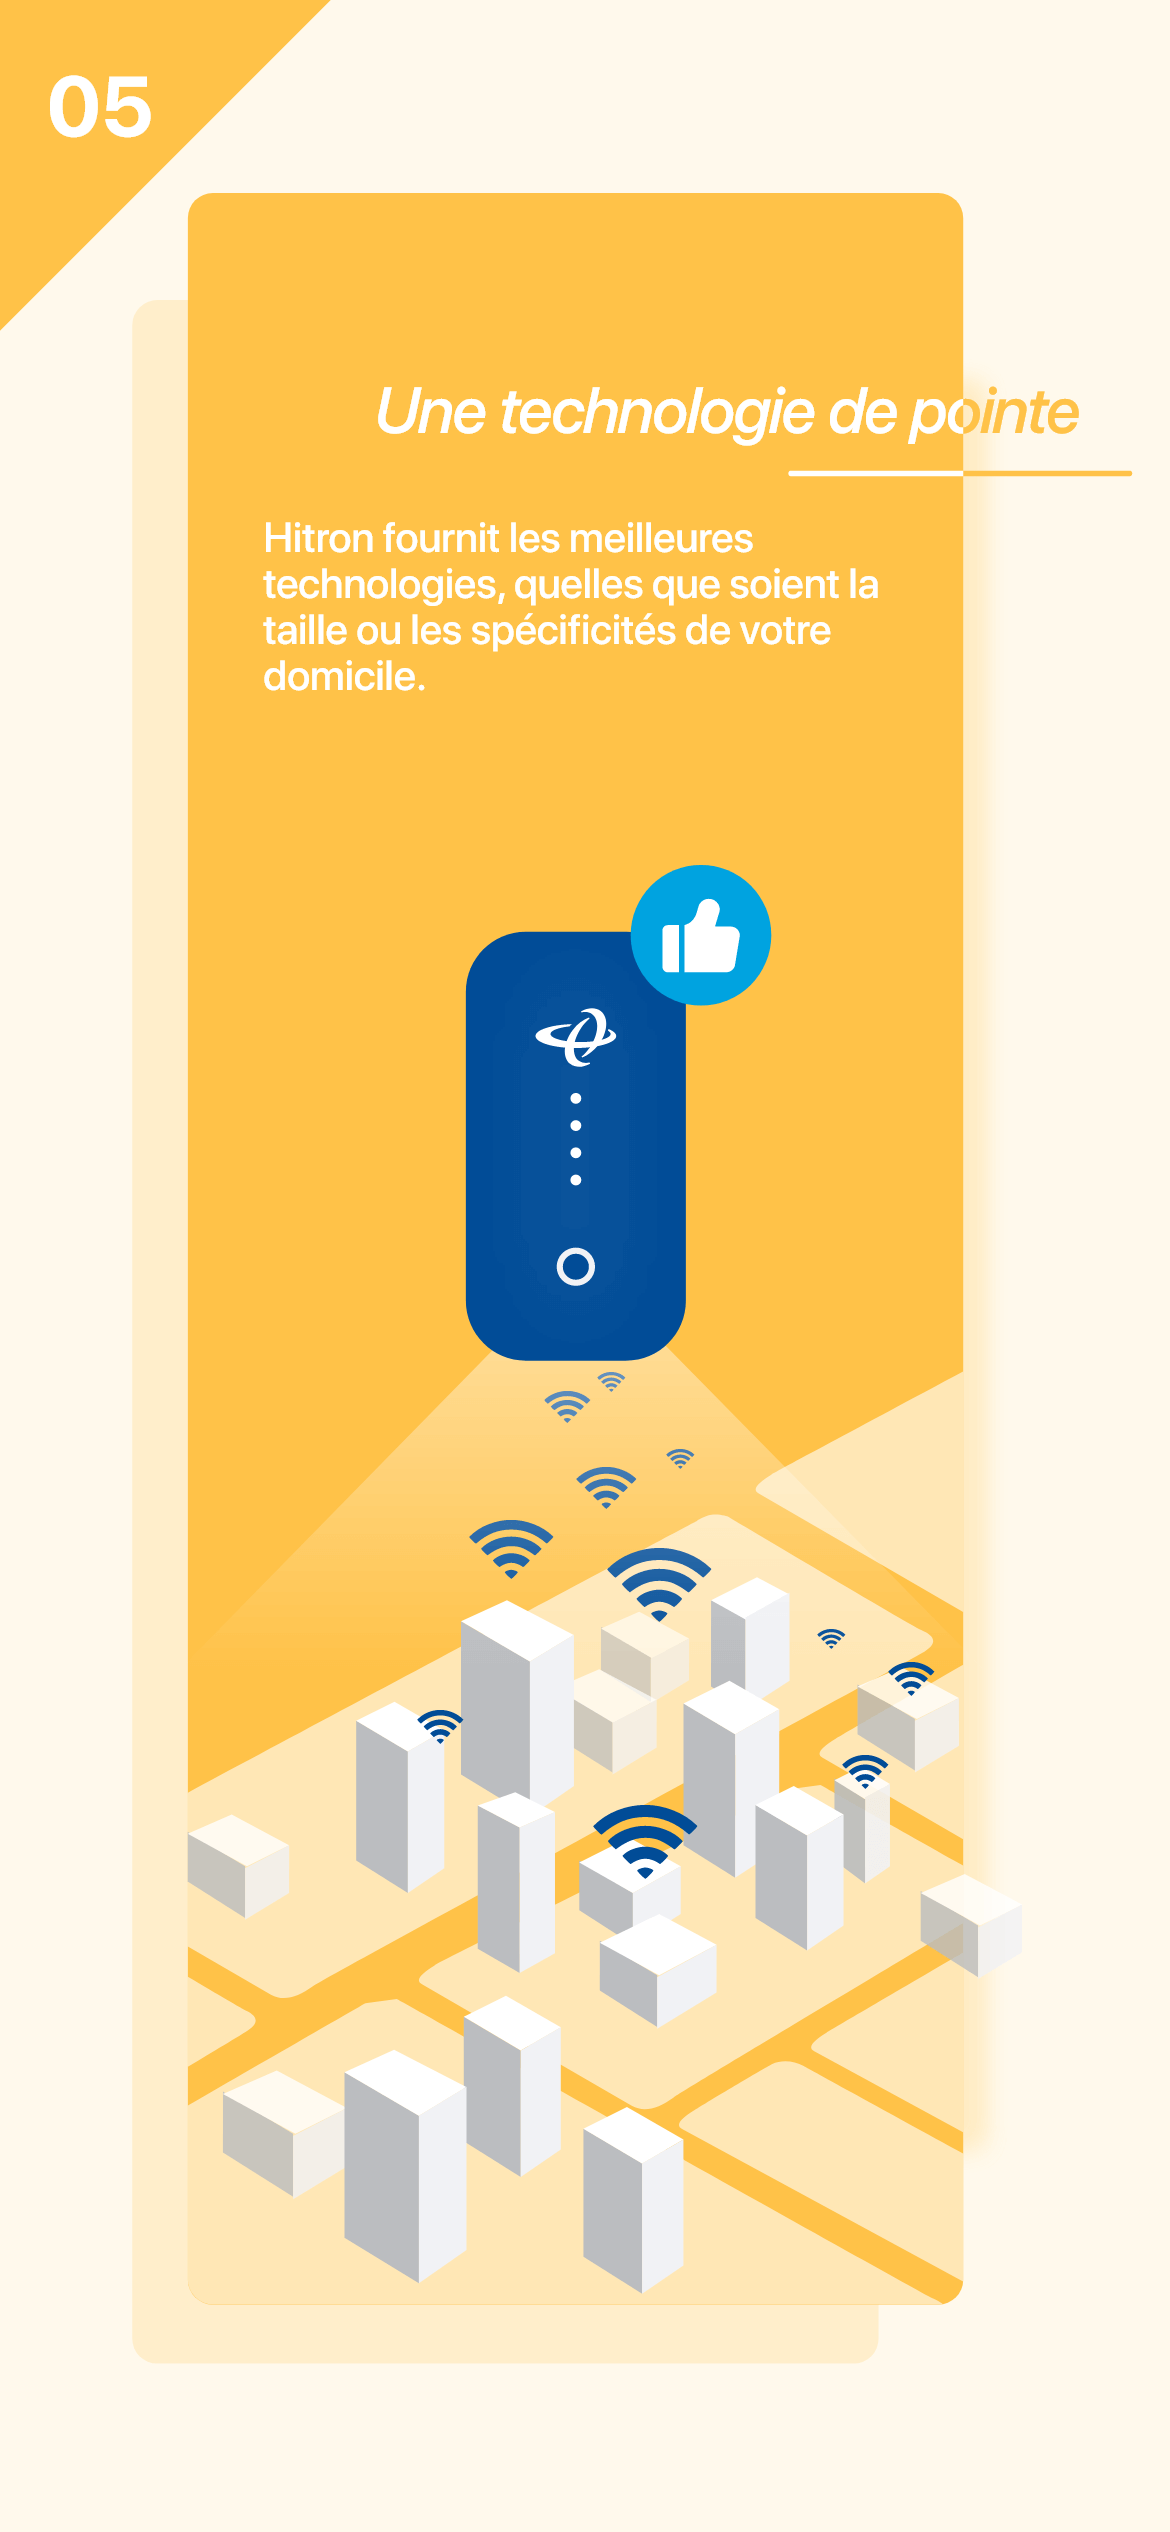 05
Une technologie de pointe
Hitron fournit les meilleures
technologies, quelles que soient la
taille ou les spécificités de votre
domicile.